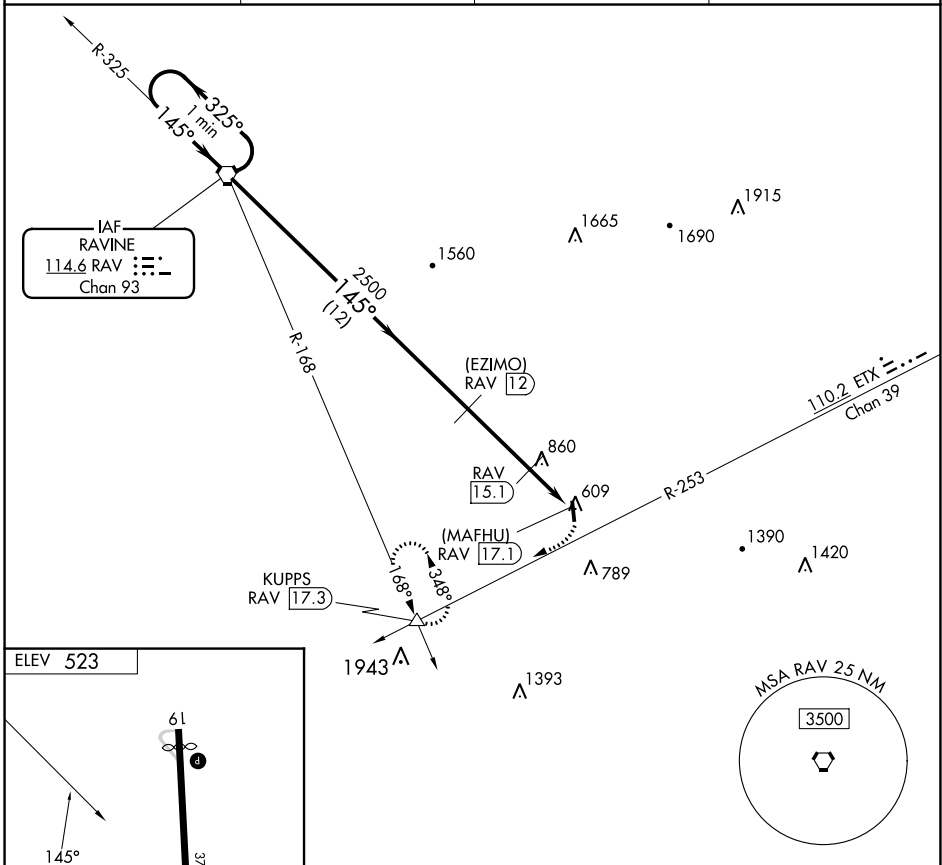 R-325
325°
1 min
145°
IAF
RAVINE
114.6 RAV
Chan 93
1915
1665
1690
1560
2500
145°
(12)
R-168
(EZIMO)
RAV 12
110.2 ETX
Chan 39
860
RAV
15.1
R-253
609
(MAFHU)
RAV 17.1
1390
1420
789
KUPPS
RAV 17.3
168°
348°
1943
1393
ELEV 523
MSA RAV 25 NM
3500
19
P
145°
37